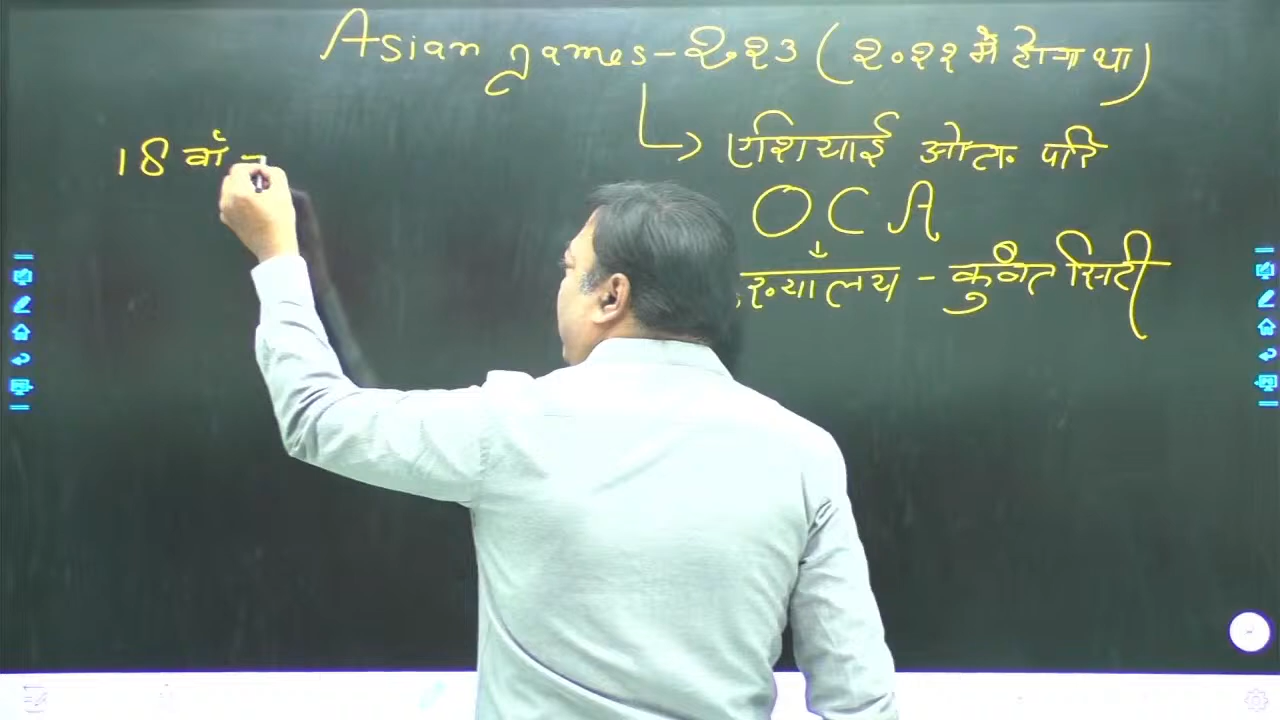 Asian games-२०२३ (२०२२ में होना था)
एशियाई ओल. परि
OCA
मुख्यालय - कुवैत सिटी
18 वाँ -